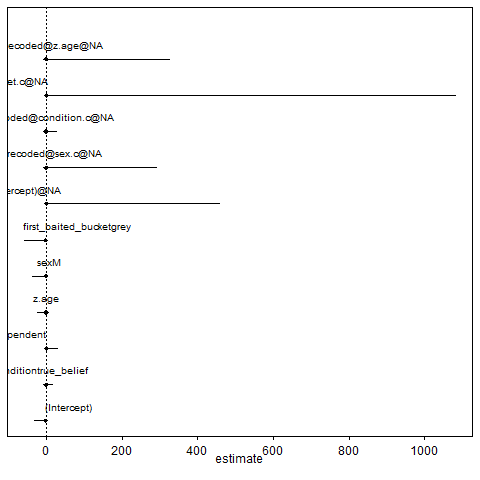 ecoded@z.age@NA
et.c@NA
oded@condition.c@NA
recoded@sex.c@NA
ercept)@NA
first_baited_bucketgrey
sexM
z.age
pendent
nditiontrue_belief
(Intercept)
0 200 400 600 800 1000
estimate